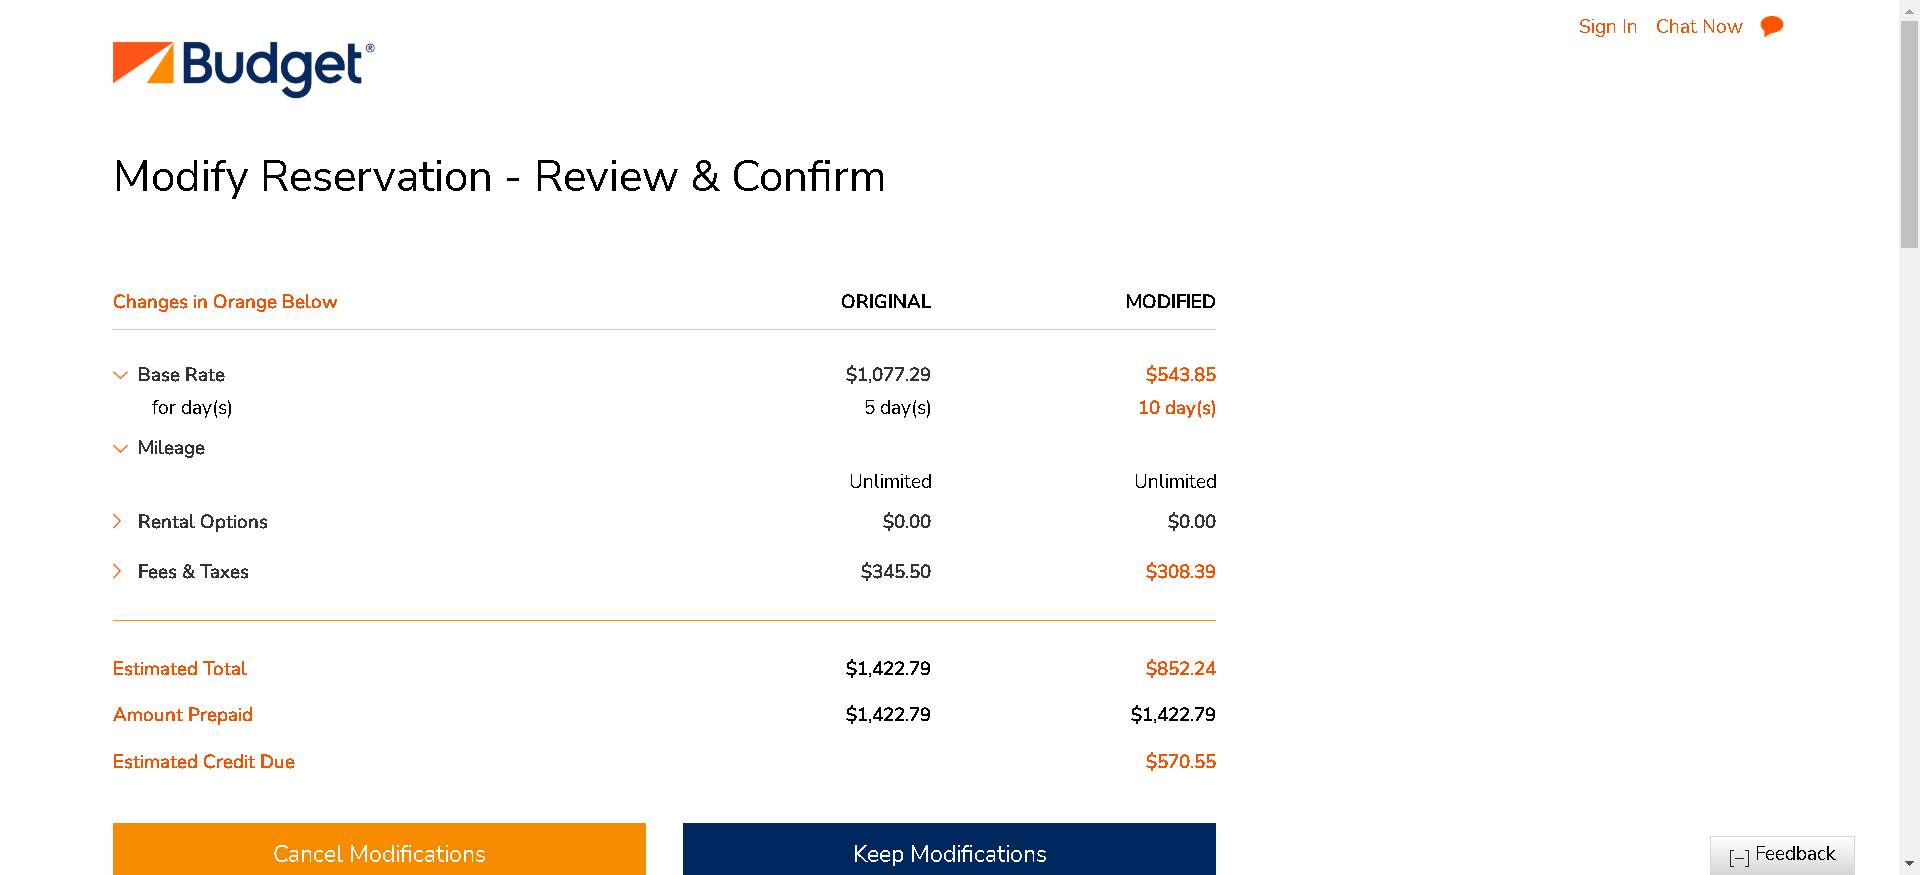 Sign In Chat Now
Budget®
Modify Reservation - Review & Confirm
Changes in Orange Below ORIGINAL MODIFIED
Base Rate $1,077.29 $543.85
for day(s) 5 day(s) 10 day(s)
Mileage
Unlimited Unlimited
Rental Options $0.00 $0.00
Fees & Taxes $345.50 $308.39
Estimated Total $1,422.79 $852.24
Amount Prepaid $1,422.79 $1,422.79
Estimated Credit Due $570.55
Cancel Modifications Keep Modifications
[–] Feedback